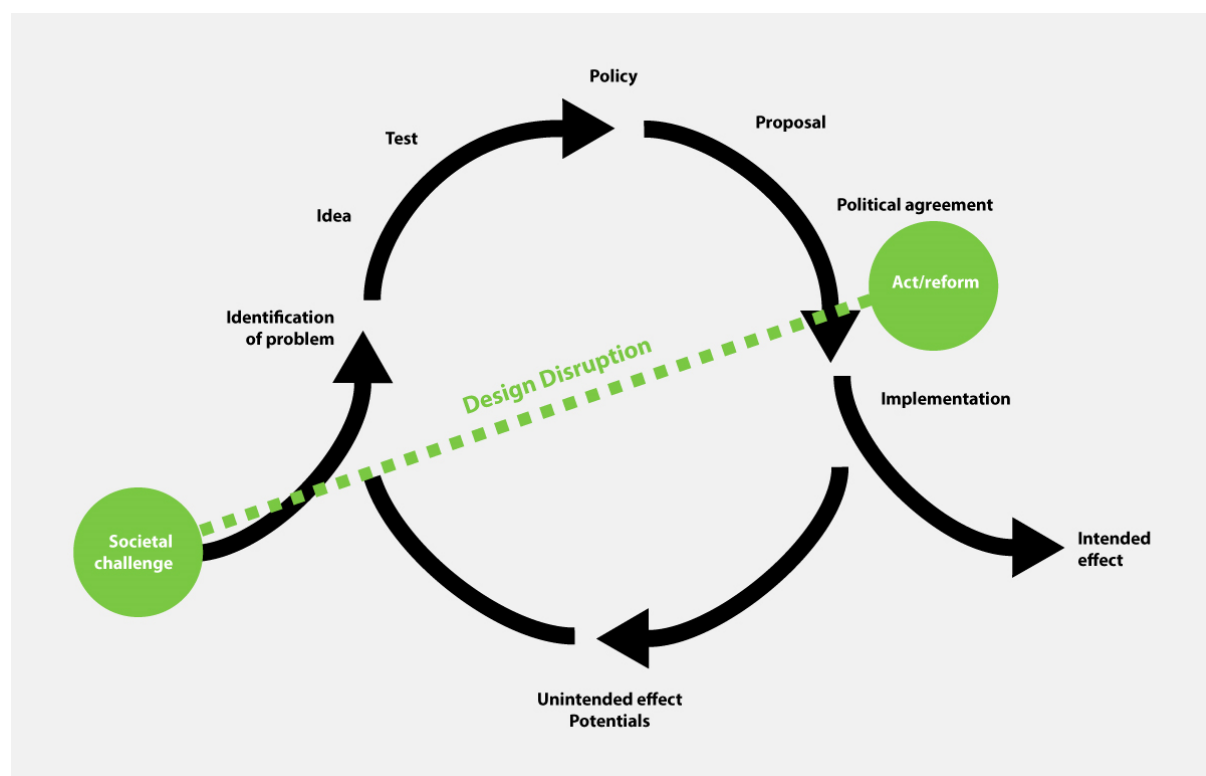 Policy
Proposal
Test
Political agreement
Idea
Act/reform
Identification
of problem
Design Disruption
Implementation
Societal
challenge
Intended
effect
Unintended effect
Potentials